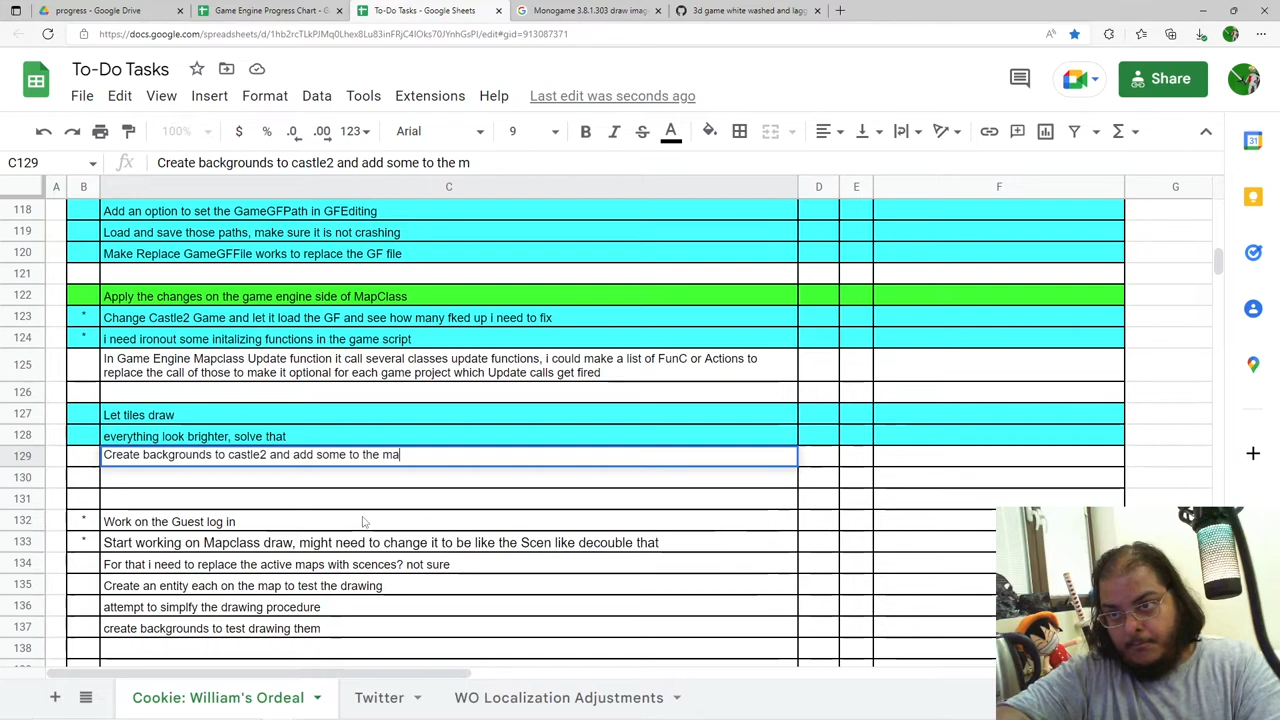 progress - Google Drive
Game Engine Progress Chart - G
To-Do Tasks - Google Sheets
Monogame 3.8.1.303 draw imag
3d game white washed and lagg
https://docs.google.com/spreadsheets/d/1hb2rcTLkPJMq0Lhex8Lu83inFRjC4IOks70JYnhGsPI/edit#gid=913087371
To-Do Tasks
Share
File Edit View Insert Format Data Tools Extensions Help Last edit was seconds ago
100% $ % .0 .00 123 Arial 9 B I S A
C129 fx Create backgrounds to castle2 and add some to the m
A B C D E F G
118 Add an option to set the GameGFPath in GFEditing
119 Load and save those paths, make sure it is not crashing
120 Make Replace GameGFFile works to replace the GF file
121
122 Apply the changes on the game engine side of MapClass
123 * Change Castle2 Game and let it load the GF and see how many fked up i need to fix
124 * i need ironout some initalizing functions in the game script
125 In Game Engine Mapclass Update function it call several classes update functions, i could make a list of FunC or Actions to
replace the call of those to make it optional for each game project which Update calls get fired
126
127 Let tiles draw
128 everything look brighter, solve that
129 Create backgrounds to castle2 and add some to the ma
130
131
132 * Work on the Guest log in
133 * Start working on Mapclass draw, might need to change it to be like the Scen like decouble that
134 For that i need to replace the active maps with scences? not sure
135 Create an entity each on the map to test the drawing
136 attempt to simplfy the drawing procedure
137 create backgrounds to test drawing them
138
Cookie: William's Ordeal
Twitter
WO Localization Adjustments
31